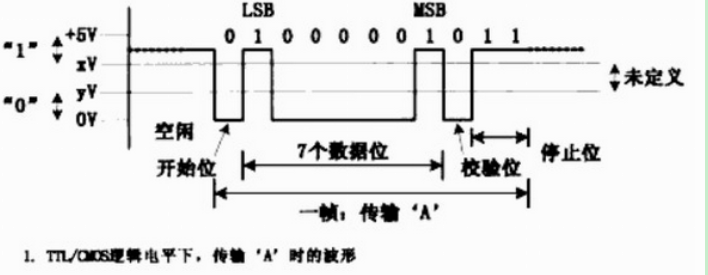 LSB MSB
+5V 0 1 0 0 0 0 0 1 0 1 1
"1"
xV 未定义
yV
"0"
0V
空闲
开始位 7个数据位 校验位 停止位
一帧：传输‘A’
1. TTL/CMOS逻辑电平下，传输‘A’时的波形